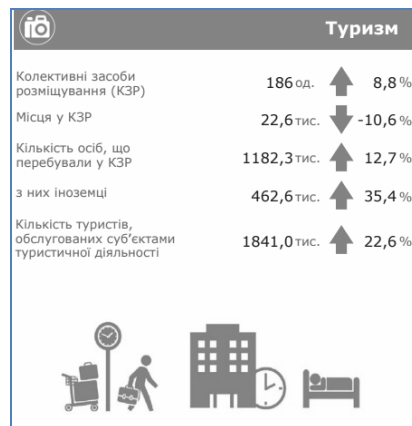 Туризм
Колективні засоби
розміщування (КЗР)
186 од. 8,8 %
Місця у КЗР
22,6 тис. -10,6 %
Кількість осіб, що
перебували у КЗР
1182,3 тис. 12,7 %
з них іноземці
462,6 тис. 35,4 %
Кількість туристів,
обслугованих суб’єктами
туристичної діяльності
1841,0 тис. 22,6 %